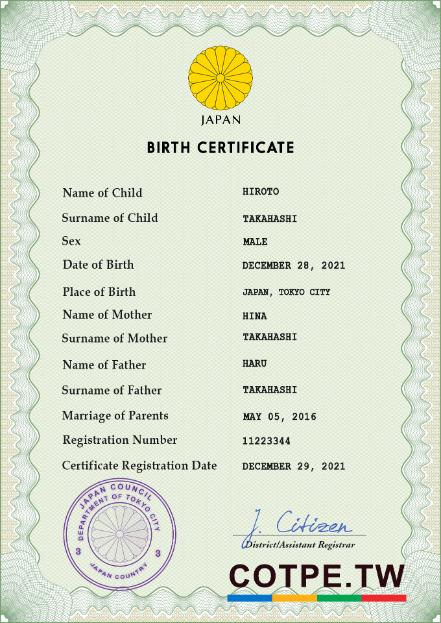 JAPAN
BIRTH CERTIFICATE
Name of Child HIROTO
Surname of Child TAKAHASHI
Sex MALE
Date of Birth DECEMBER 28, 2021
Place of Birth JAPAN, TOKYO CITY
Name of Mother HINA
Surname of Mother TAKAHASHI
Name of Father HARU
Surname of Father TAKAHASHI
Marriage of Parents MAY 05, 2016
Registration Number 11223344
Certificate Registration Date DECEMBER 29, 2021
JAPAN COUNCIL
DEPARTMENT OF TOKYO CITY
3 3
JAPAN COUNTRY
J. Citizen
District/Assistant Registrar
COTPE.TW